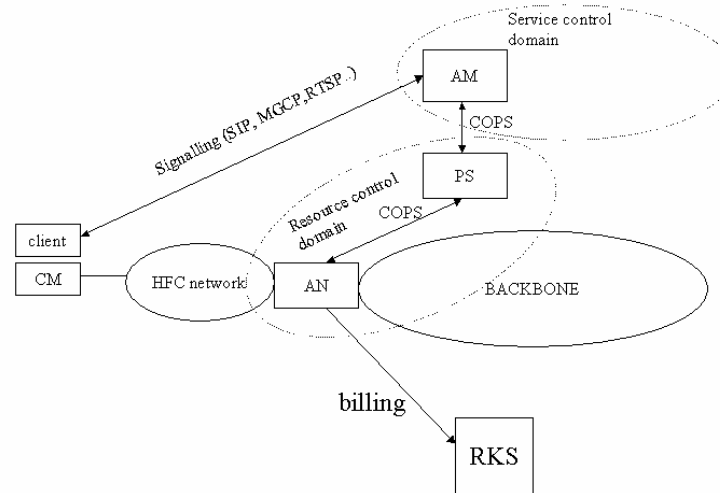 Service control
domain
AM
Signalling (SIP, MGCP,RTSP..)
COPS
PS
Resource control
domain
COPS
client
CM
HFC network
AN
BACKBONE
billing
RKS